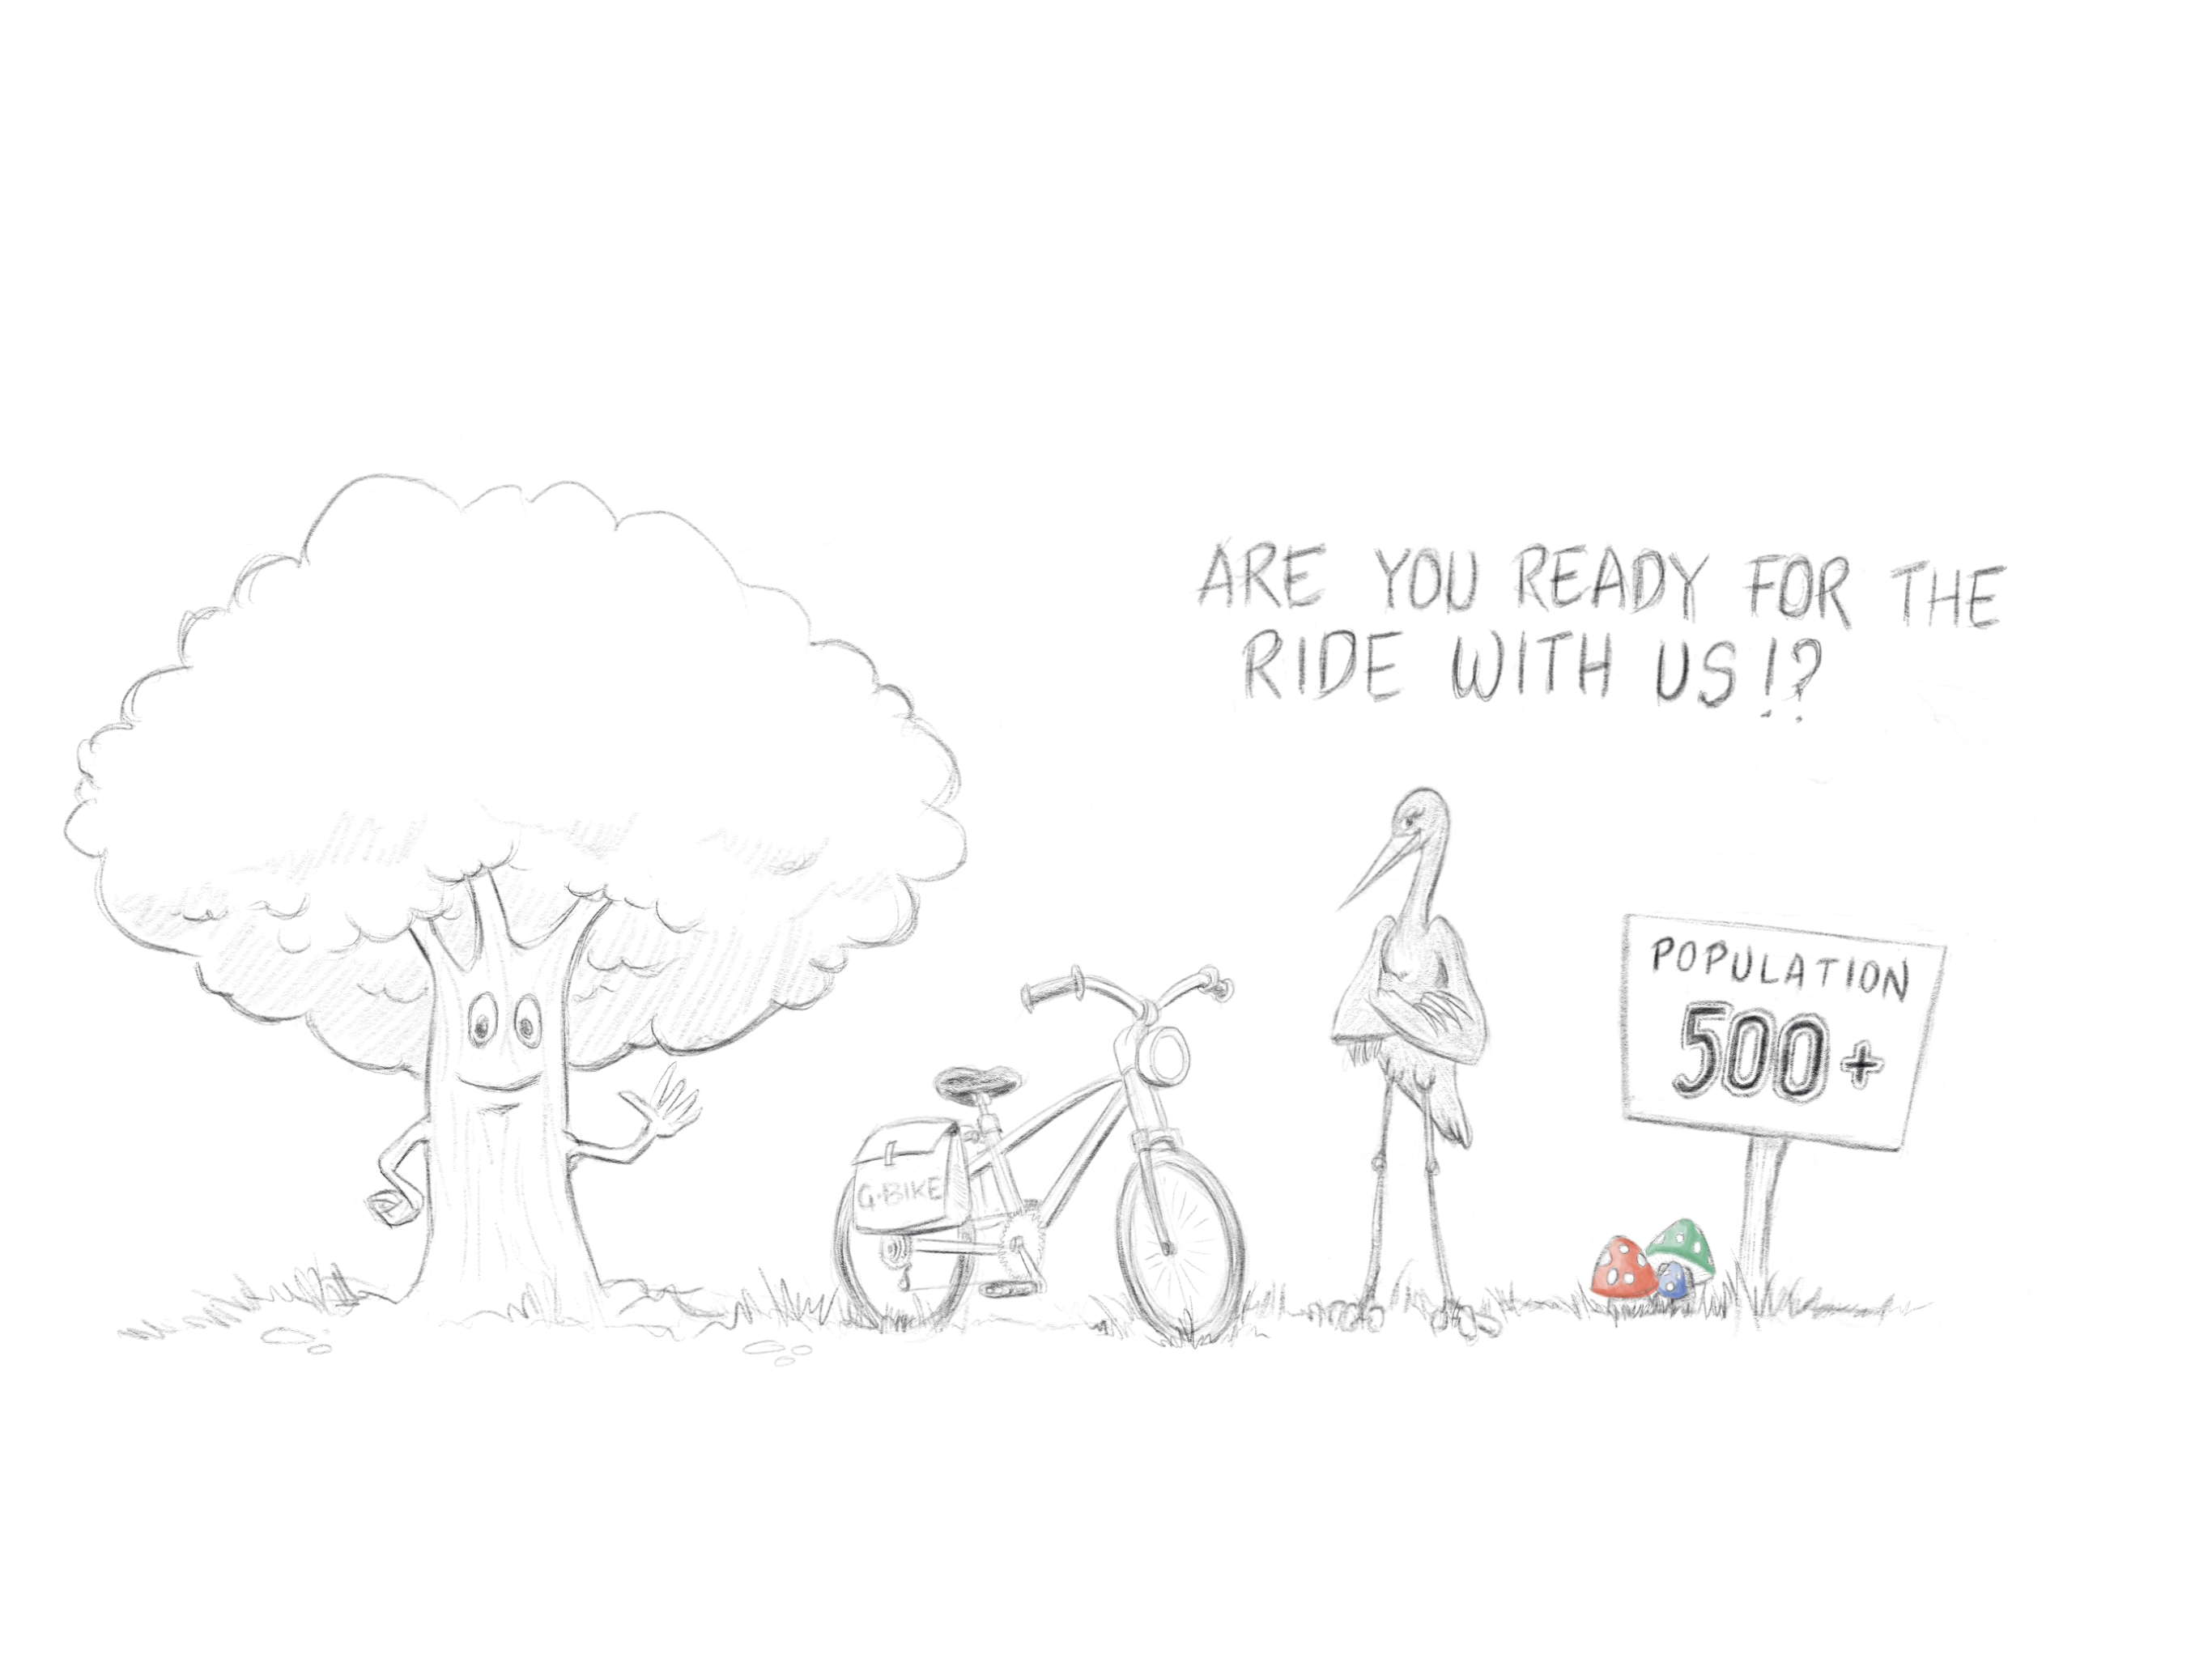 ARE YOU READY FOR THE
RIDE WITH US!?
POPULATION
500+
G-BIKE